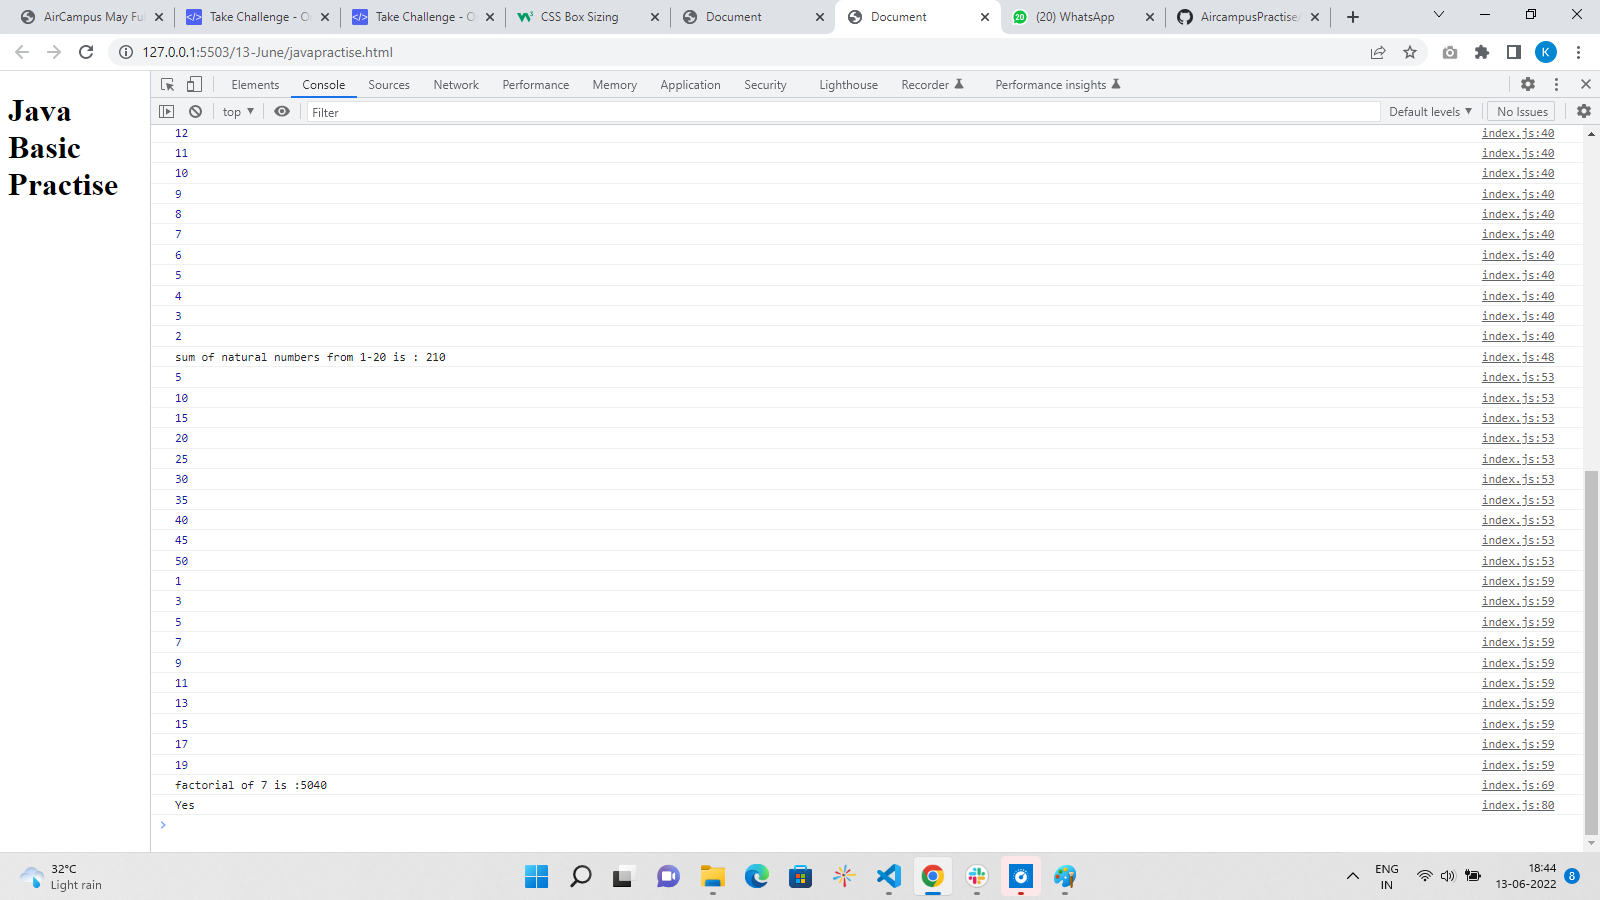 AirCampus May Ful
Take Challenge - O
Take Challenge - O
CSS Box Sizing
Document
Document
(20) WhatsApp
AircampusPractise/
127.0.0.1:5503/13-June/javapractise.html
K
Java
Basic
Practise
Elements Console Sources Network Performance Memory Application Security Lighthouse Recorder Performance insights
top Filter Default levels No Issues
12 index.js:40
11 index.js:40
10 index.js:40
9 index.js:40
8 index.js:40
7 index.js:40
6 index.js:40
5 index.js:40
4 index.js:40
3 index.js:40
2 index.js:40
sum of natural numbers from 1-20 is : 210 index.js:48
5 index.js:53
10 index.js:53
15 index.js:53
20 index.js:53
25 index.js:53
30 index.js:53
35 index.js:53
40 index.js:53
45 index.js:53
50 index.js:53
1 index.js:59
3 index.js:59
5 index.js:59
7 index.js:59
9 index.js:59
11 index.js:59
13 index.js:59
15 index.js:59
17 index.js:59
19 index.js:59
factorial of 7 is :5040 index.js:69
Yes index.js:80
32°C
Light rain
ENG
IN
18:44
13-06-2022
8